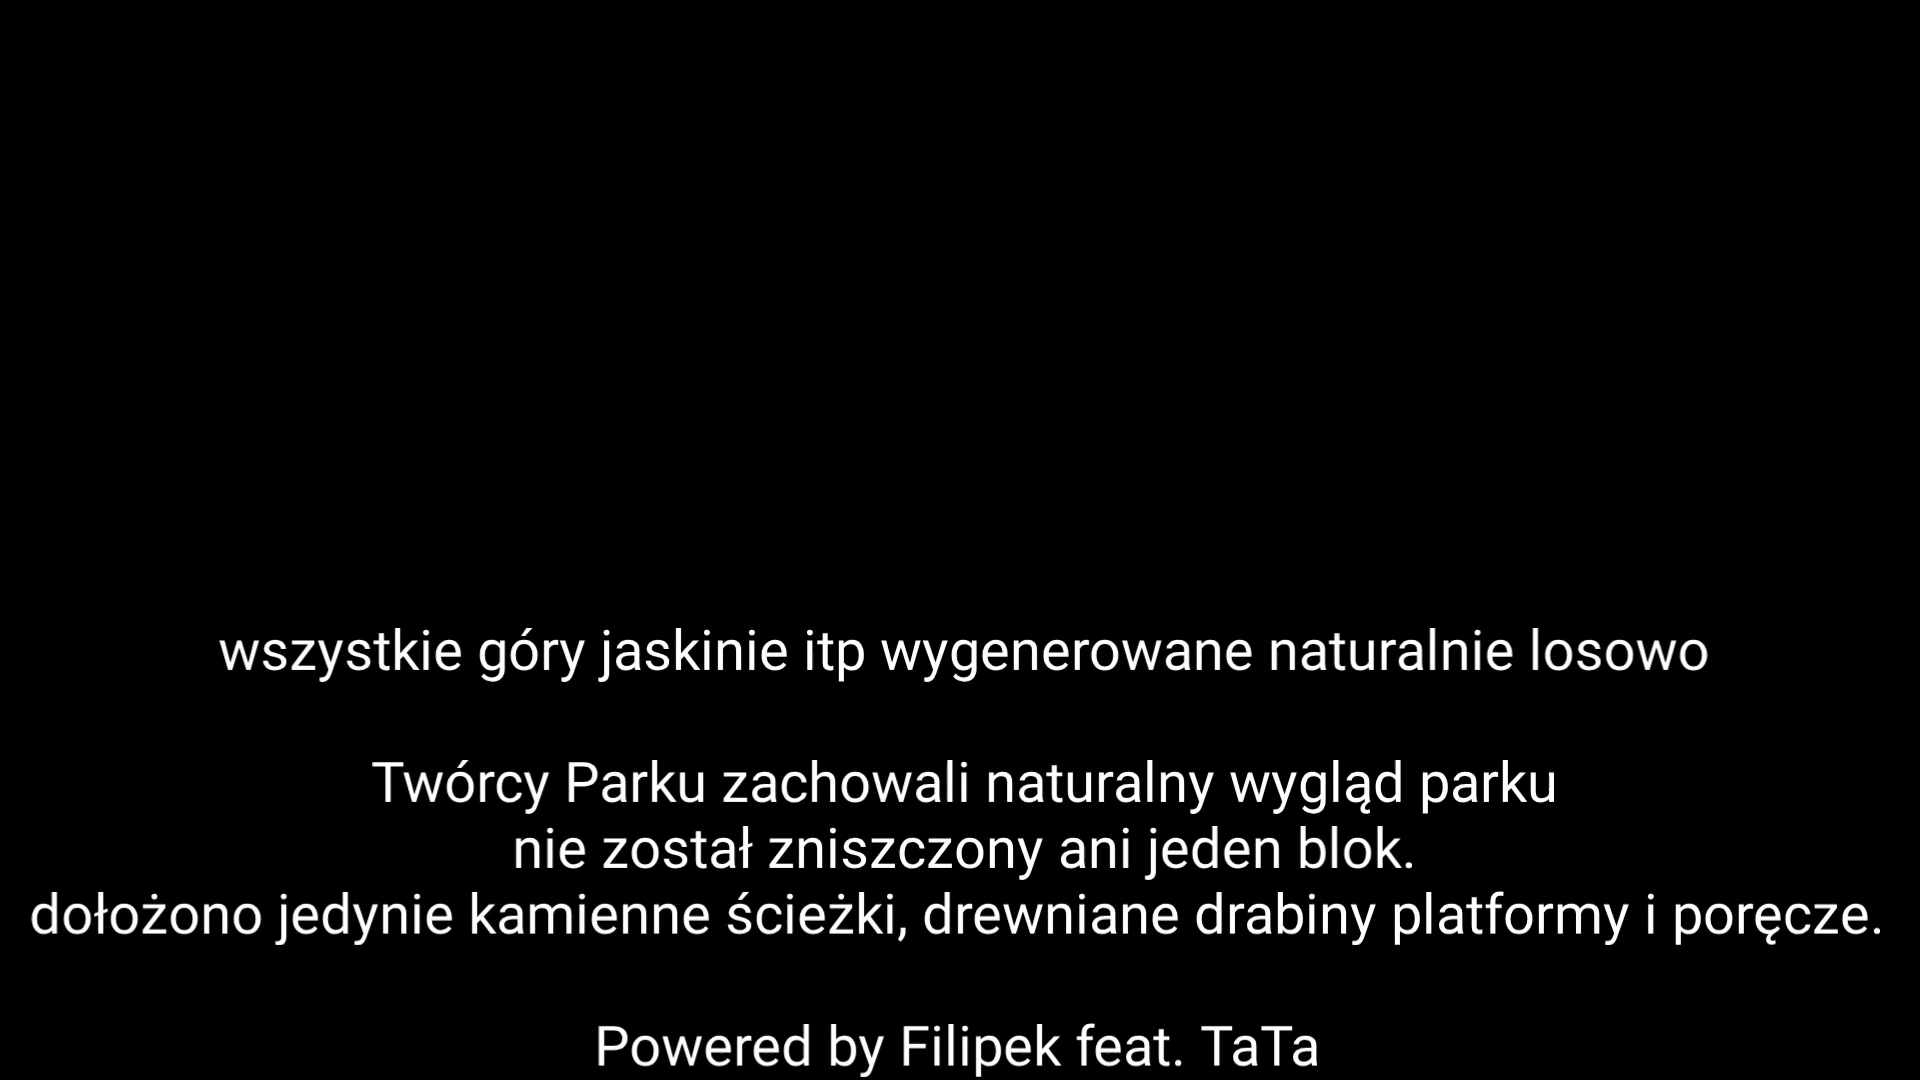 wszystkie góry jaskinie itp wygenerowane naturalnie losowo
Twórcy Parku zachowali naturalny wygląd parku
nie został zniszczony ani jeden blok.
dołożono jedynie kamienne ścieżki, drewniane drabiny platformy i poręcze.
Powered by Filipek feat. TaTa